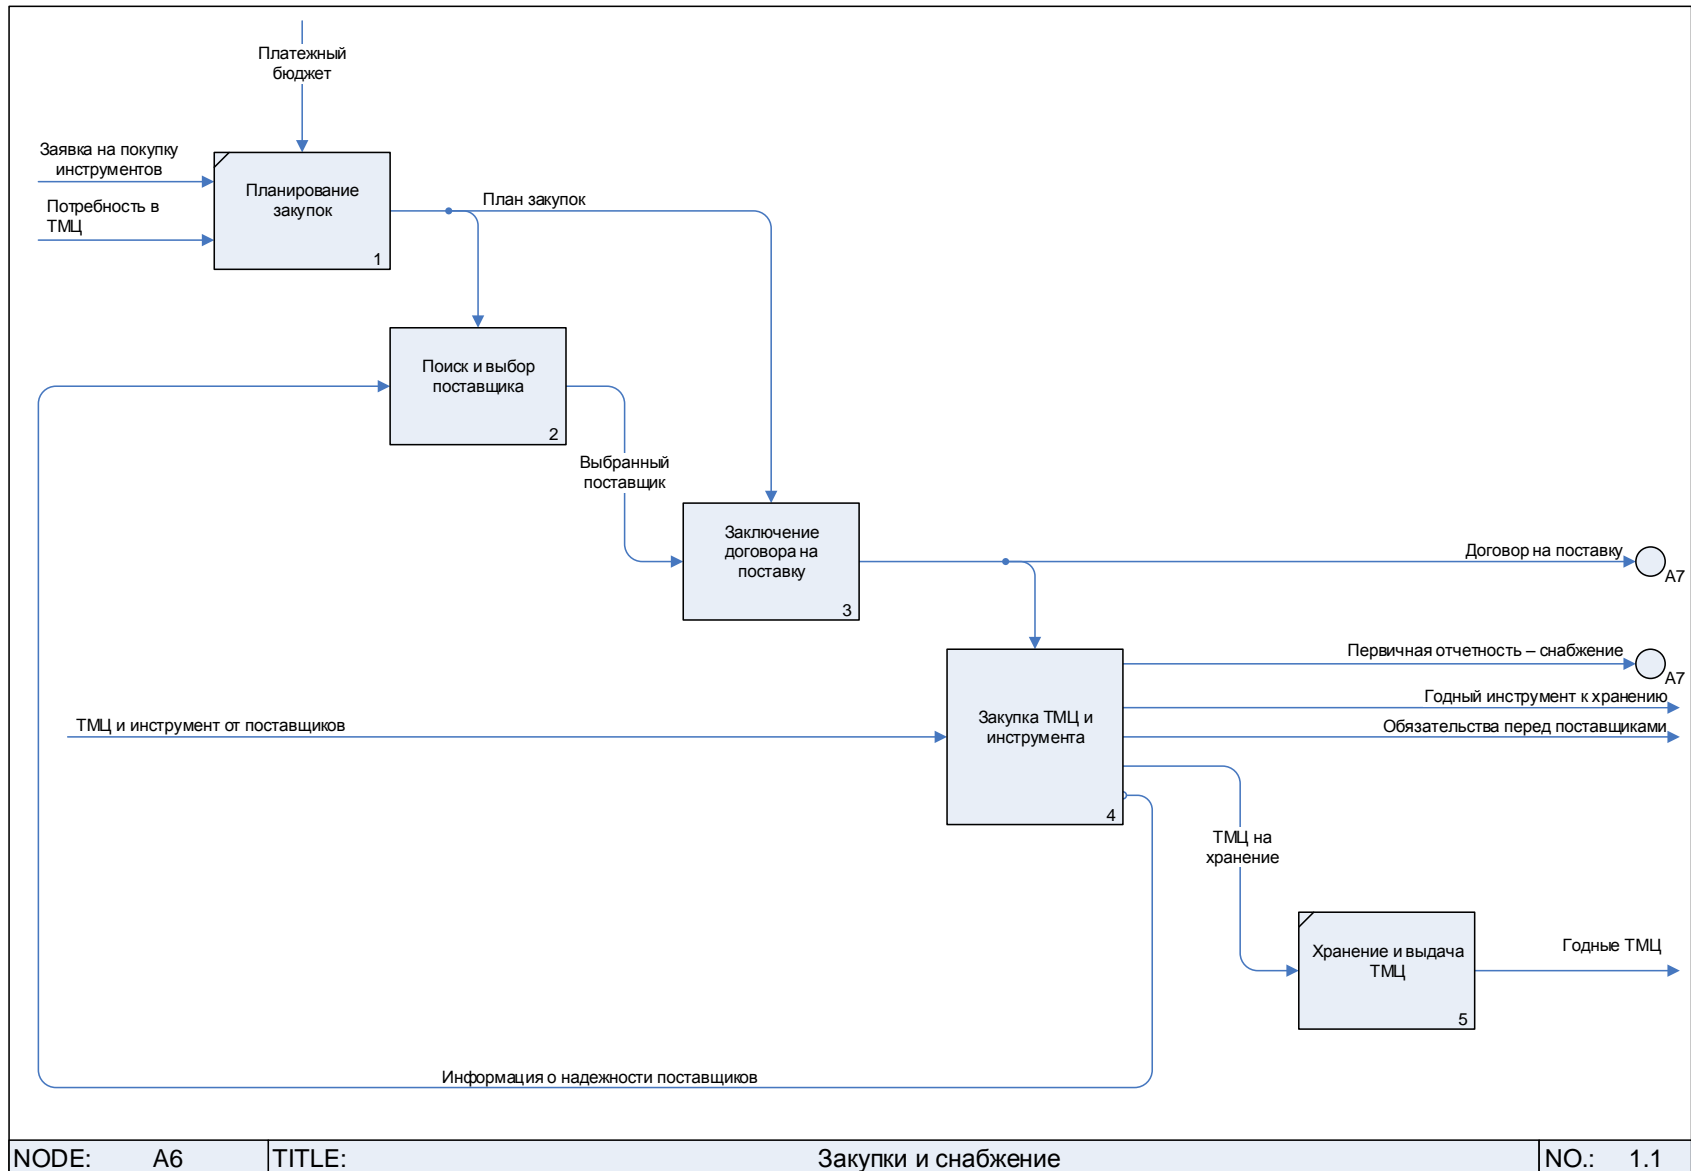 Платежный
бюджет
Заявка на покупку
инструментов
Потребность в
ТМЦ
Планирование
закупок
1
План закупок
Поиск и выбор
поставщика
2
Выбранный
поставщик
Заключение
договора на
поставку
3
Договор на поставку
A7
Первичная отчетность – снабжение
A7
Годный инструмент к хранению
Обязательства перед поставщиками
ТМЦ и инструмент от поставщиков
Закупка ТМЦ и
инструмента
4
ТМЦ на
хранение
Хранение и выдача
ТМЦ
5
Годные ТМЦ
Информация о надежности поставщиков
NODE: A6 TITLE: Закупки и снабжение NO.: 1.1